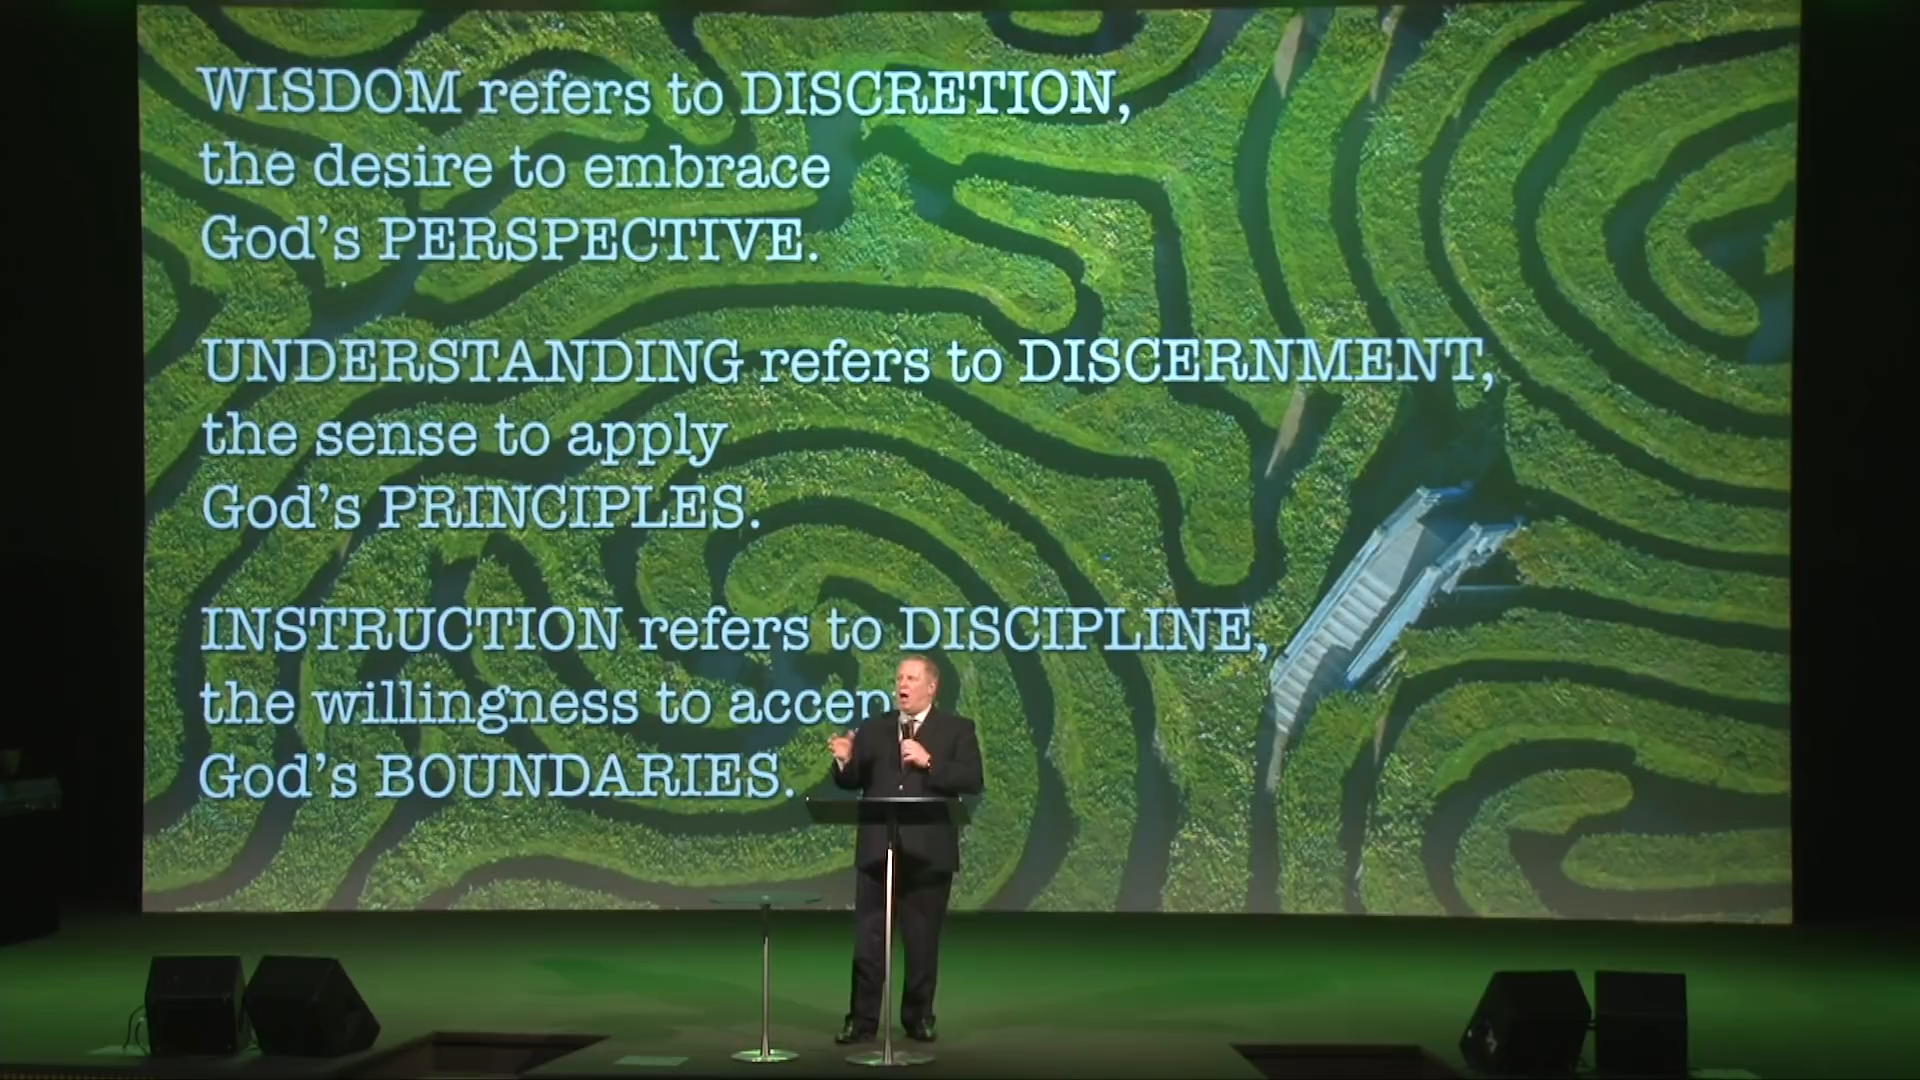 WISDOM refers to DISCRETION,
the desire to embrace
God's PERSPECTIVE.
UNDERSTANDING refers to DISCERNMENT,
the sense to apply
God's PRINCIPLES.
INSTRUCTION refers to DISCIPLINE,
the willingness to accep
God's BOUNDARIES.